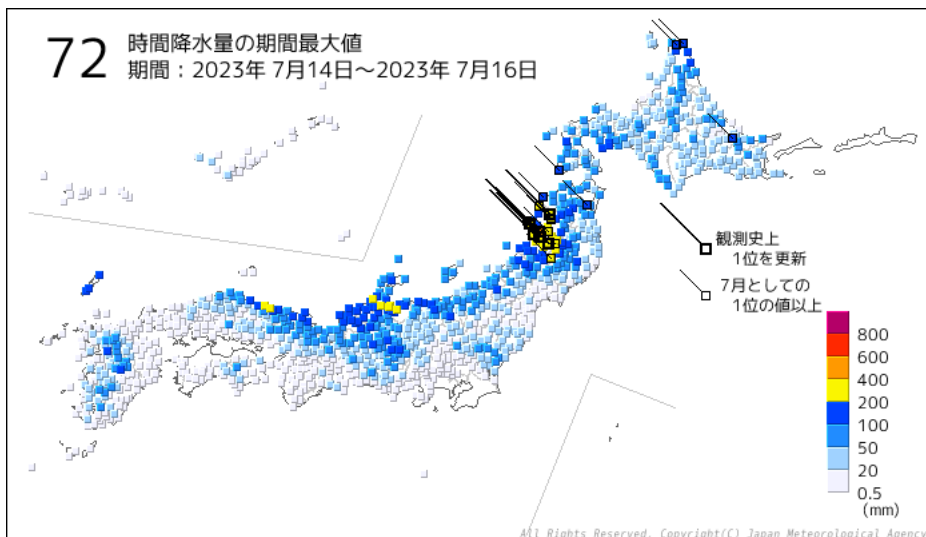 72 時間降水量の期間最大値
期間：2023年 7月14日～2023年 7月16日
観測史上
1位を更新
7月としての
1位の値以上
800
600
400
200
100
50
20
0.5
(mm)
All Rights Reserved. Copyright(C) Japan Meteorological Agency